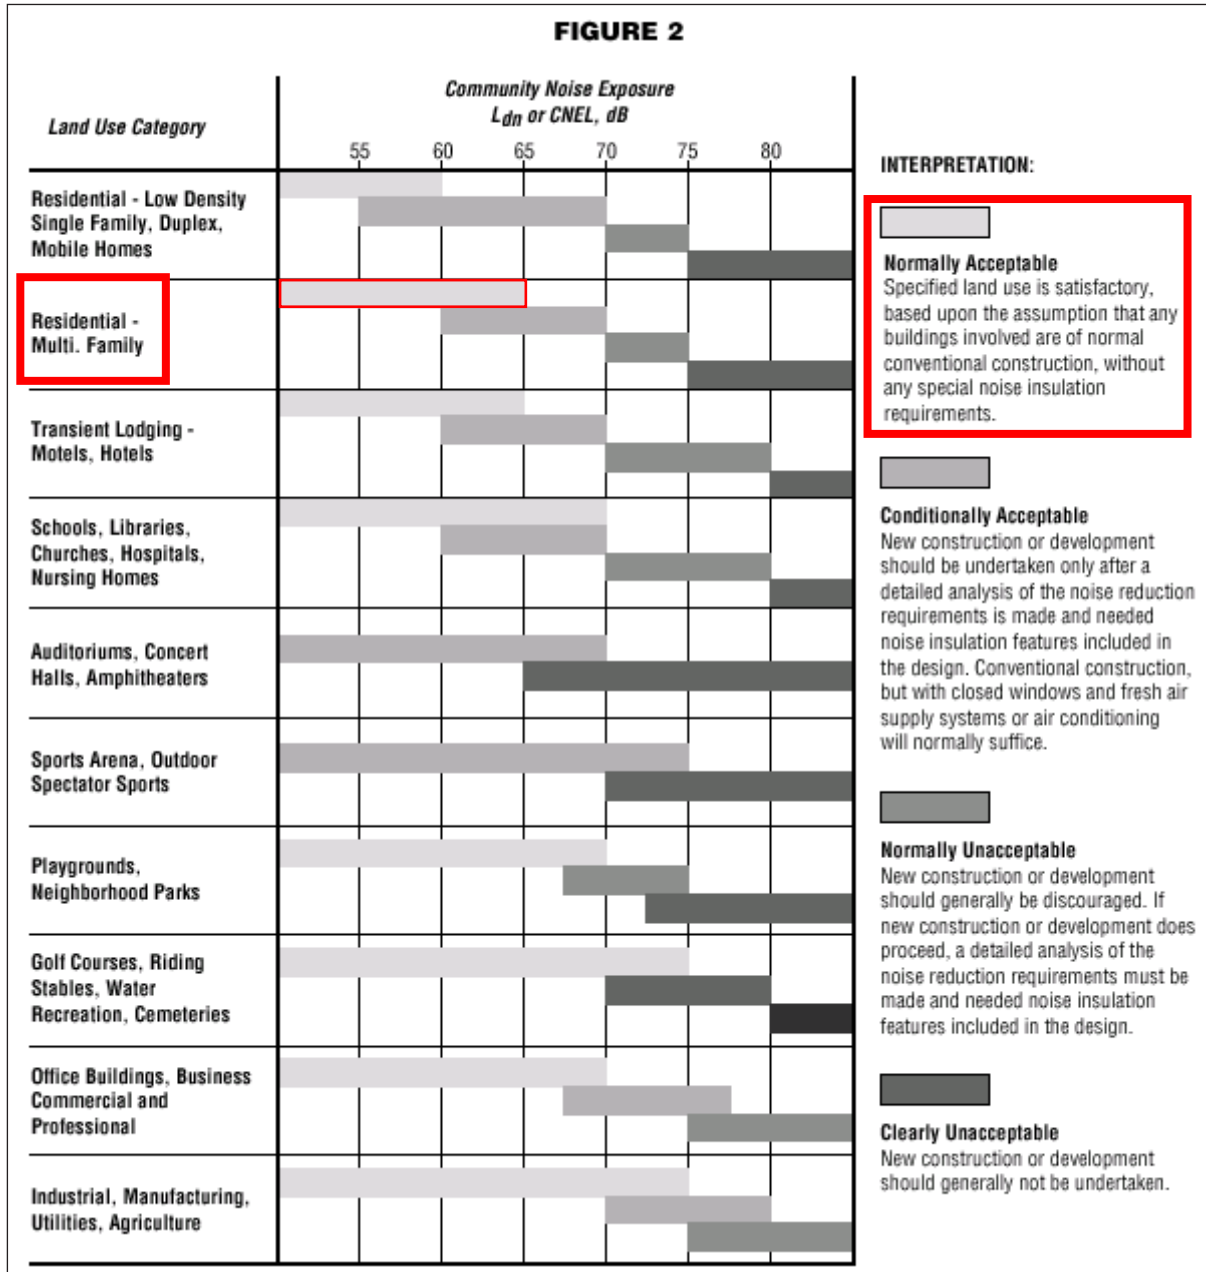 FIGURE 2
Land Use Category
Community Noise Exposure
Ldn or CNEL, dB
55 60 65 70 75 80
Residential - Low Density
Single Family, Duplex,
Mobile Homes
Residential -
Multi. Family
Transient Lodging -
Motels, Hotels
Schools, Libraries,
Churches, Hospitals,
Nursing Homes
Auditoriums, Concert
Halls, Amphitheaters
Sports Arena, Outdoor
Spectator Sports
Playgrounds,
Neighborhood Parks
Golf Courses, Riding
Stables, Water
Recreation, Cemeteries
Office Buildings, Business
Commercial and
Professional
Industrial, Manufacturing,
Utilities, Agriculture
INTERPRETATION:
Normally Acceptable
Specified land use is satisfactory,
based upon the assumption that any
buildings involved are of normal
conventional construction, without
any special noise insulation
requirements.
Conditionally Acceptable
New construction or development
should be undertaken only after a
detailed analysis of the noise reduction
requirements is made and needed
noise insulation features included in
the design. Conventional construction,
but with closed windows and fresh air
supply systems or air conditioning
will normally suffice.
Normally Unacceptable
New construction or development
should generally be discouraged. If
new construction or development does
proceed, a detailed analysis of the
noise reduction requirements must be
made and needed noise insulation
features included in the design.
Clearly Unacceptable
New construction or development
should generally not be undertaken.